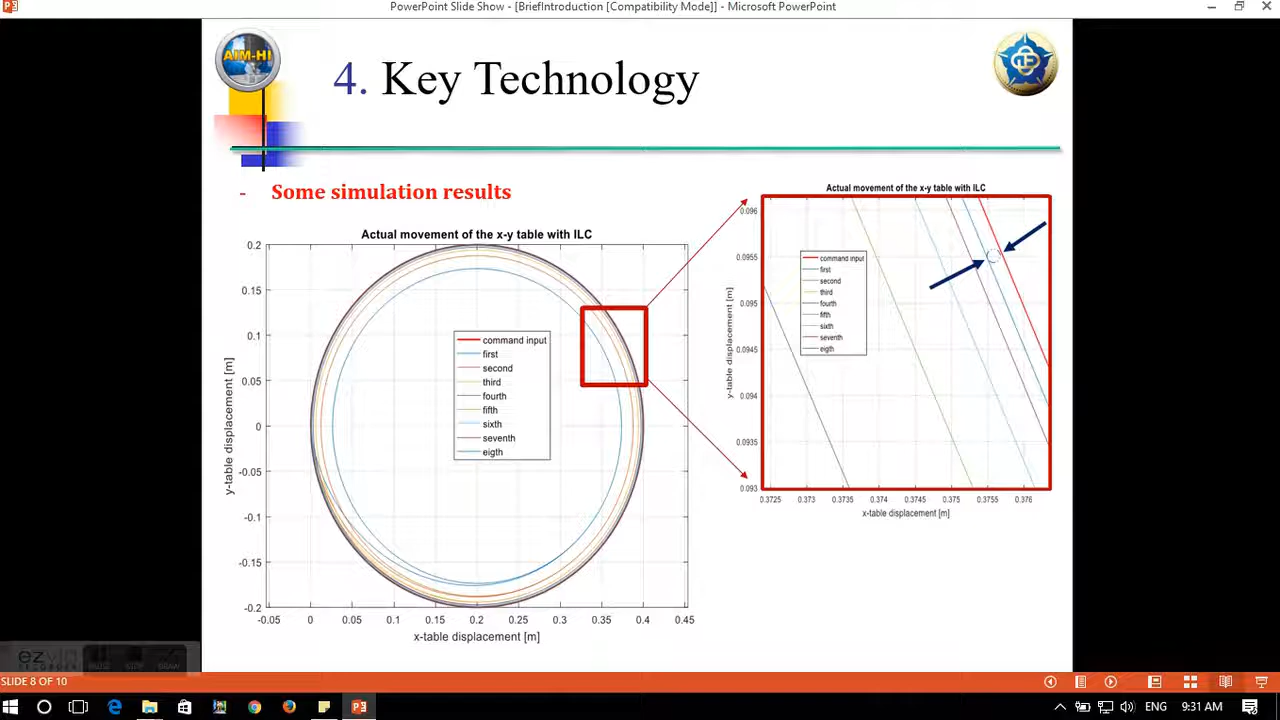 PowerPoint Slide Show - [BriefIntroduction [Compatibility Mode]] - Microsoft PowerPoint
AIM-HI
4. Key Technology
- Some simulation results
Actual movement of the x-y table with ILC
0.2
0.15
0.1
0.05
0
-0.05
-0.1
-0.15
-0.2
y-table displacement [m]
command input
first
second
third
fourth
fifth
sixth
seventh
eigth
-0.05 0 0.05 0.1 0.15 0.2 0.25 0.3 0.35 0.4 0.45
x-table displacement [m]
Actual movement of the x-y table with ILC
0.096
0.0955
0.095
0.0945
0.094
0.0935
0.093
y-table displacement [m]
command input
first
second
third
fourth
fifth
sixth
seventh
eigth
0.3725 0.373 0.3735 0.374 0.3745 0.375 0.3755 0.376
x-table displacement [m]
SLIDE 8 OF 10
ENG 9:31 AM